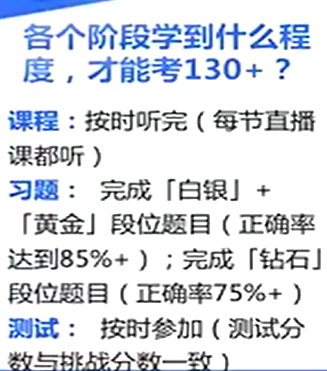 各个阶段学到什么程
度，才能考130+？
课程：按时听完（每节直播
课都听）
习题： 完成「白银」+
「黄金」段位题目（正确率
达到85%+）；完成「钻石」
段位题目（正确率75%+）
测试： 按时参加（测试分
数与挑战分数一致）